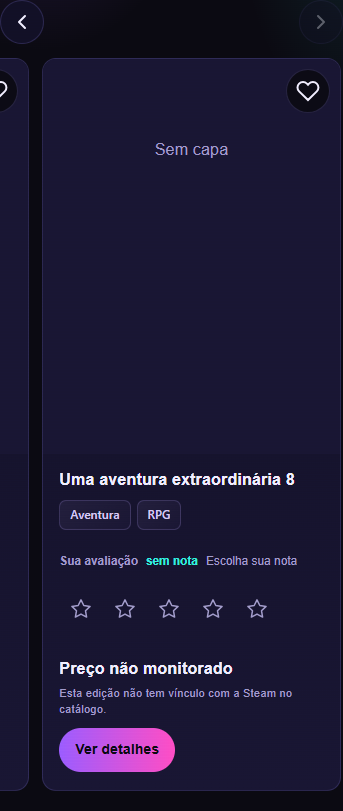 Sem capa
Uma aventura extraordinária 8
Aventura RPG
Sua avaliação sem nota Escolha sua nota
Preço não monitorado
Esta edição não tem vínculo com a Steam no
catálogo.
Ver detalhes